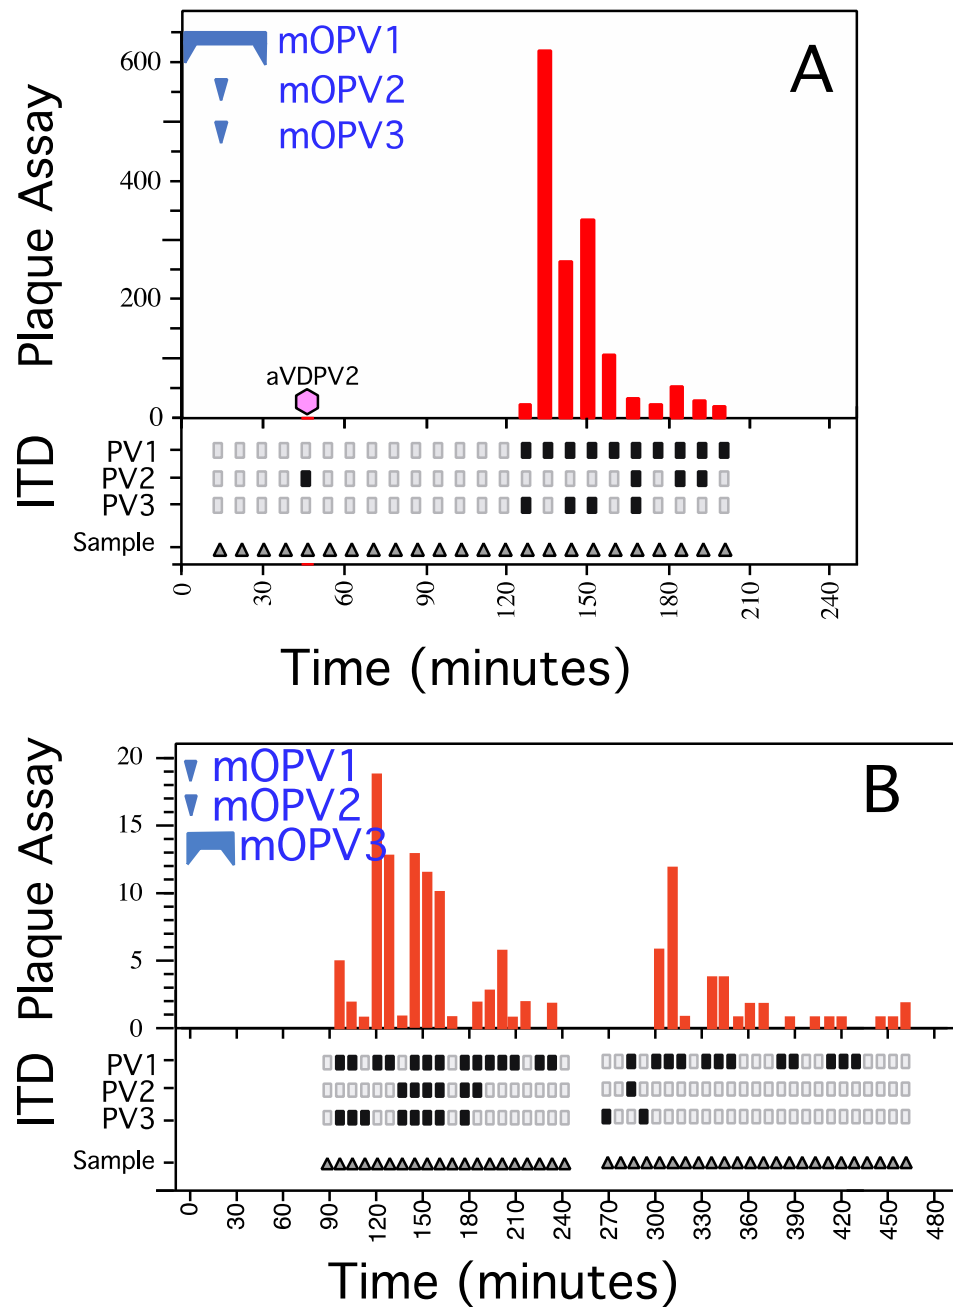 A
mOPV1
mOPV2
mOPV3
Plaque Assay
600
400
200
0
aVDPV2
ITD
PV1
PV2
PV3
Sample
0 30 60 90 120 150 180 210 240
Time (minutes)
B
mOPV1
mOPV2
mOPV3
Plaque Assay
20
15
10
5
0
ITD
PV1
PV2
PV3
Sample
0 30 60 90 120 150 180 210 240 270 300 330 360 390 420 450 480
Time (minutes)